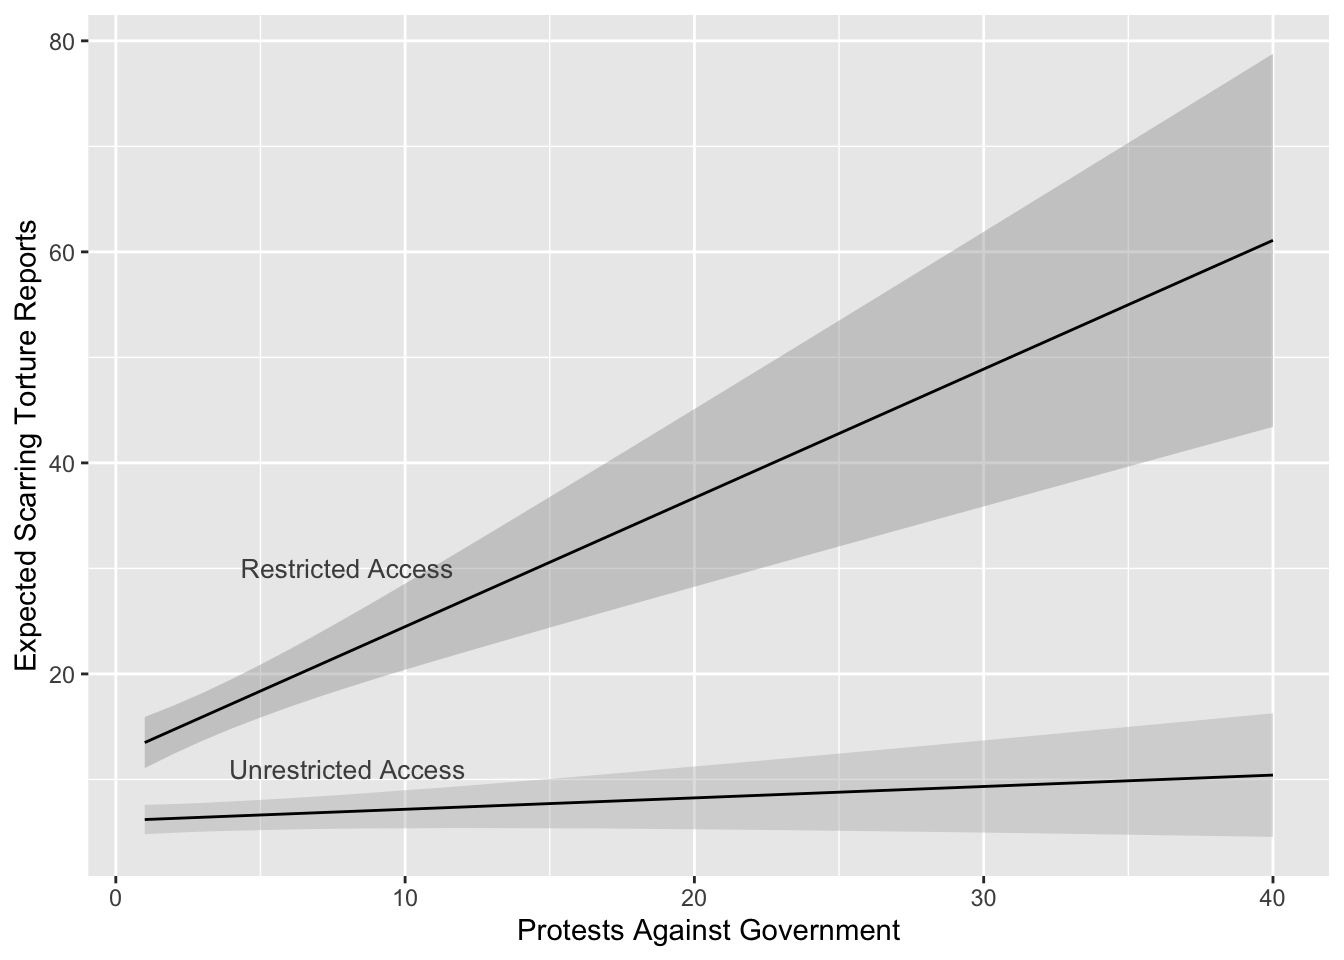 80
60
40
20
Expected Scarring Torture Reports
Restricted Access
Unrestricted Access
0 10 20 30 40
Protests Against Government